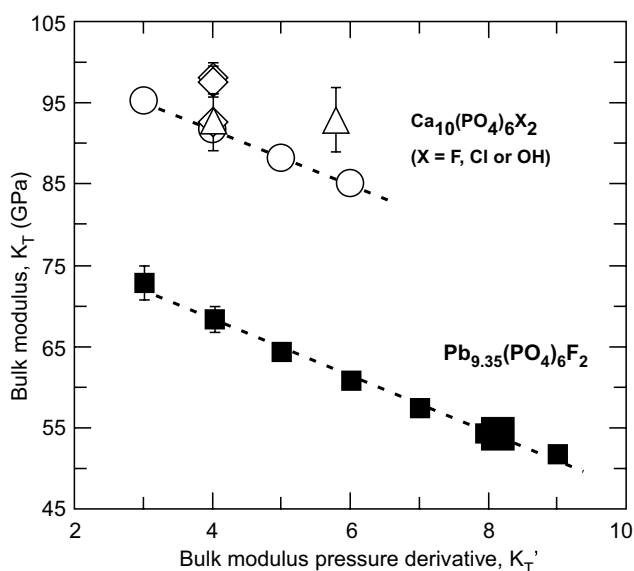 105
95
85
75
65
55
45
Bulk modulus, K_T (GPa)
Ca₁₀(PO₄)₆X₂
(X = F, Cl or OH)
Pb₉.₃₅(PO₄)₆F₂
2 4 6 8 10
Bulk modulus pressure derivative, K_T'